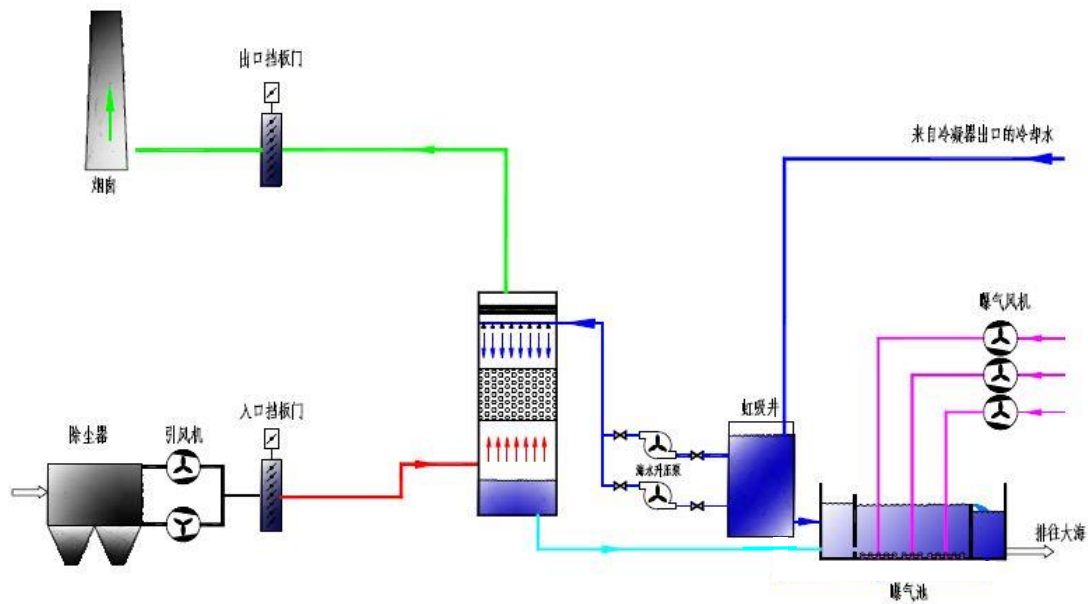 出口挡板门
来自冷凝器出口的冷却水
烟囱
曝气风机
入口挡板门
虹吸井
除尘器
引风机
海水升压泵
排往大海
曝气池